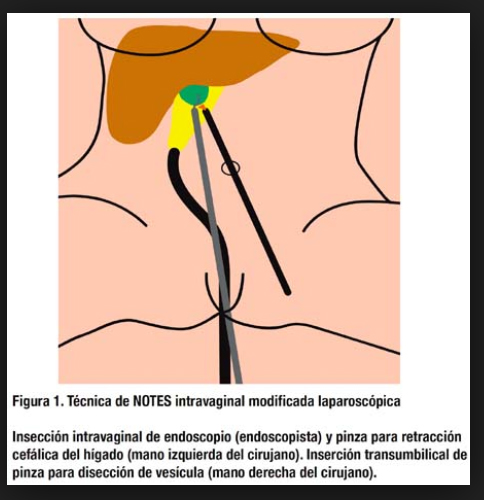 Figura 1. Técnica de NOTES intravaginal modificada laparoscópica
Insección intravaginal de endoscopio (endoscopista) y pinza para retracción
cefálica del hígado (mano izquierda del cirujano). Inserción transumbilical de
pinza para disección de vesícula (mano derecha del cirujano).